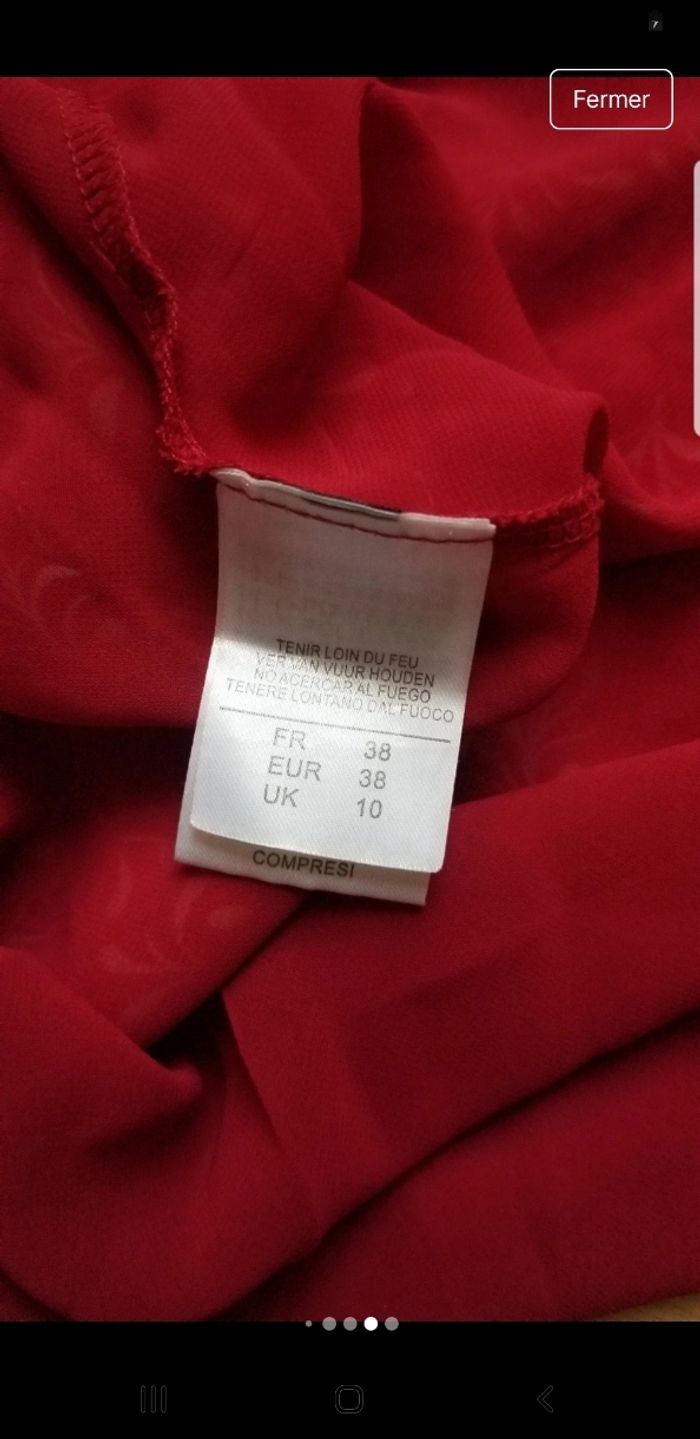 Fermer
TENIR LOIN DU FEU
VER VAN VUUR HOUDEN
NO ACERCAR AL FUEGO
TENERE LONTANO DAL FUOCO
FR 38
EUR 38
UK 10
COMPRESI